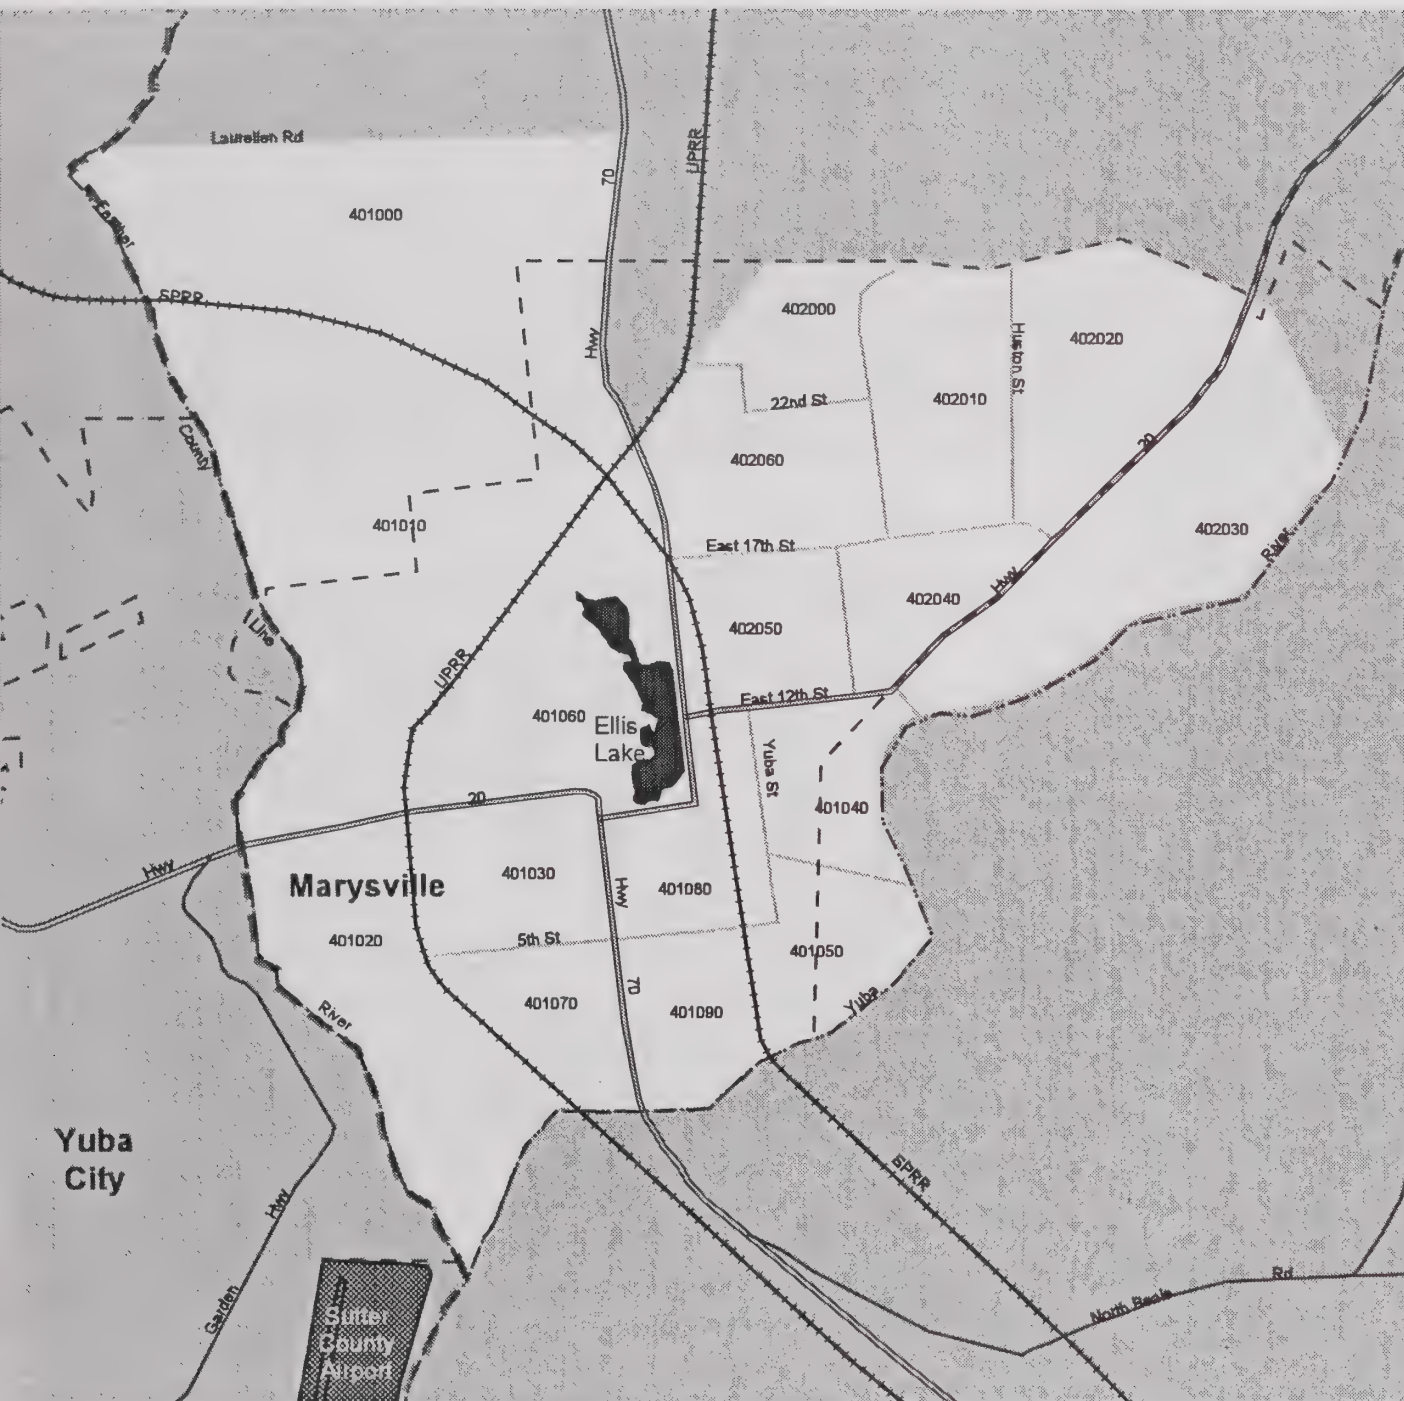 Laurellen Rd
70
UPRR
401000
Feather
SPRR
402000
Hwy
Huston St
402020
22nd St
402010
20
County
402060
401010
402030
East 17th St
River
Hwy
402040
Line
402050
UPRR
East 12th St
401060
Ellis
Lake
Yuba St
20
401040
Hwy
401030
Marysville
Hwy
401080
401020
5th St
401050
70
Yuba
401070
401090
River
Yuba
City
SPRR
Hwy
Rd
North Beale
Garden
Sutter
County
Airport